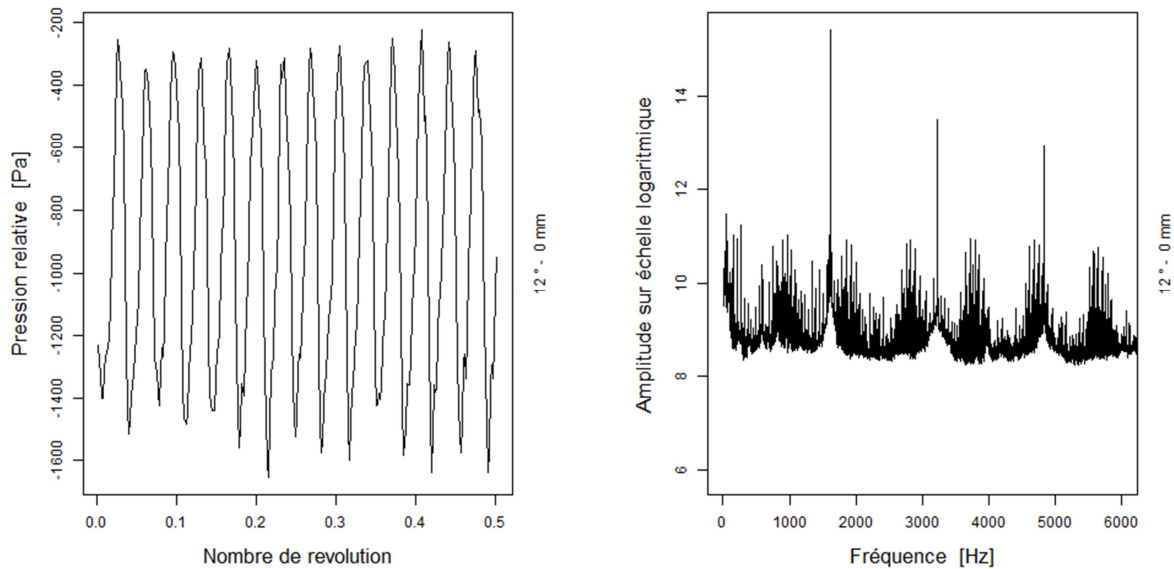 -200
-400
-600
-800
-1000
-1200
-1400
-1600
Pression relative [Pa]
0.0 0.1 0.2 0.3 0.4 0.5
Nombre de revolution
12 ° - 0 mm
14
12
10
8
6
Amplitude sur échelle logaritmique
0 1000 2000 3000 4000 5000 6000
Fréquence [Hz]
12 ° - 0 mm